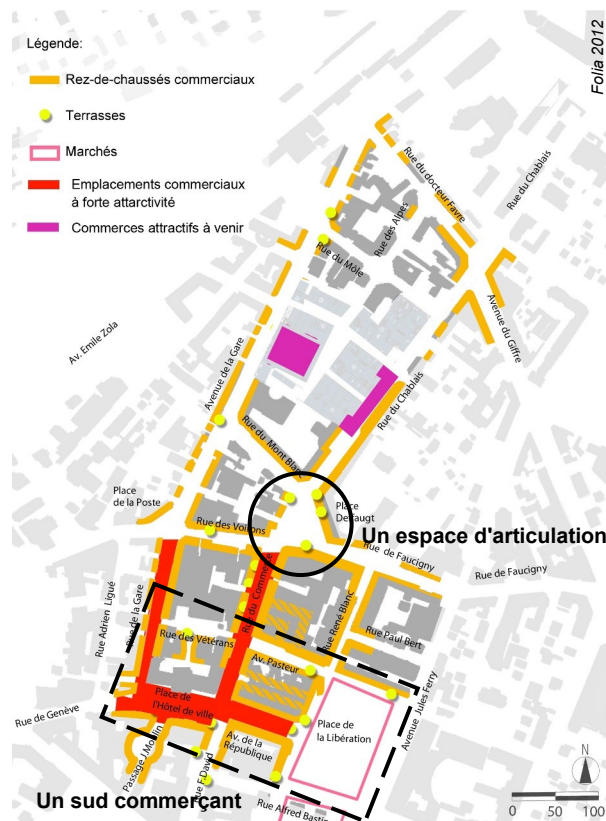 Légende:
Folia 2012
Rez-de-chaussés commerciaux
Terrasses
Marchés
Emplacements commerciaux
à forte attarctivité
Commerces attractifs à venir
Rue du docteur Favre
Rue du Chablais
Rue des Alpes
Rue du Môle
Avenue du Giffre
Av. Emile Zola
Avenue de la Gare
Rue du Chablais
Rue du Mont Blanc
Place
de la Poste
Place
Deffaugt
Rue des Voirons
Un espace d'articulation
Rue de Faucigny
Rue de Faucigny
Rue du Commerce
Rue Adrien Ligué
Rue de la Gare
Rue René Blanc
Rue Paul Bert
Rue des Vétérans
Av. Pasteur
Avenue Jules Ferry
Place de
l'Hôtel de ville
Rue de Genève
Place de
la Libération
Av. de la
République
Passage J.Moulin
Rue F.David
Un sud commerçant
Rue Alfred Bastin
N
0 50 100